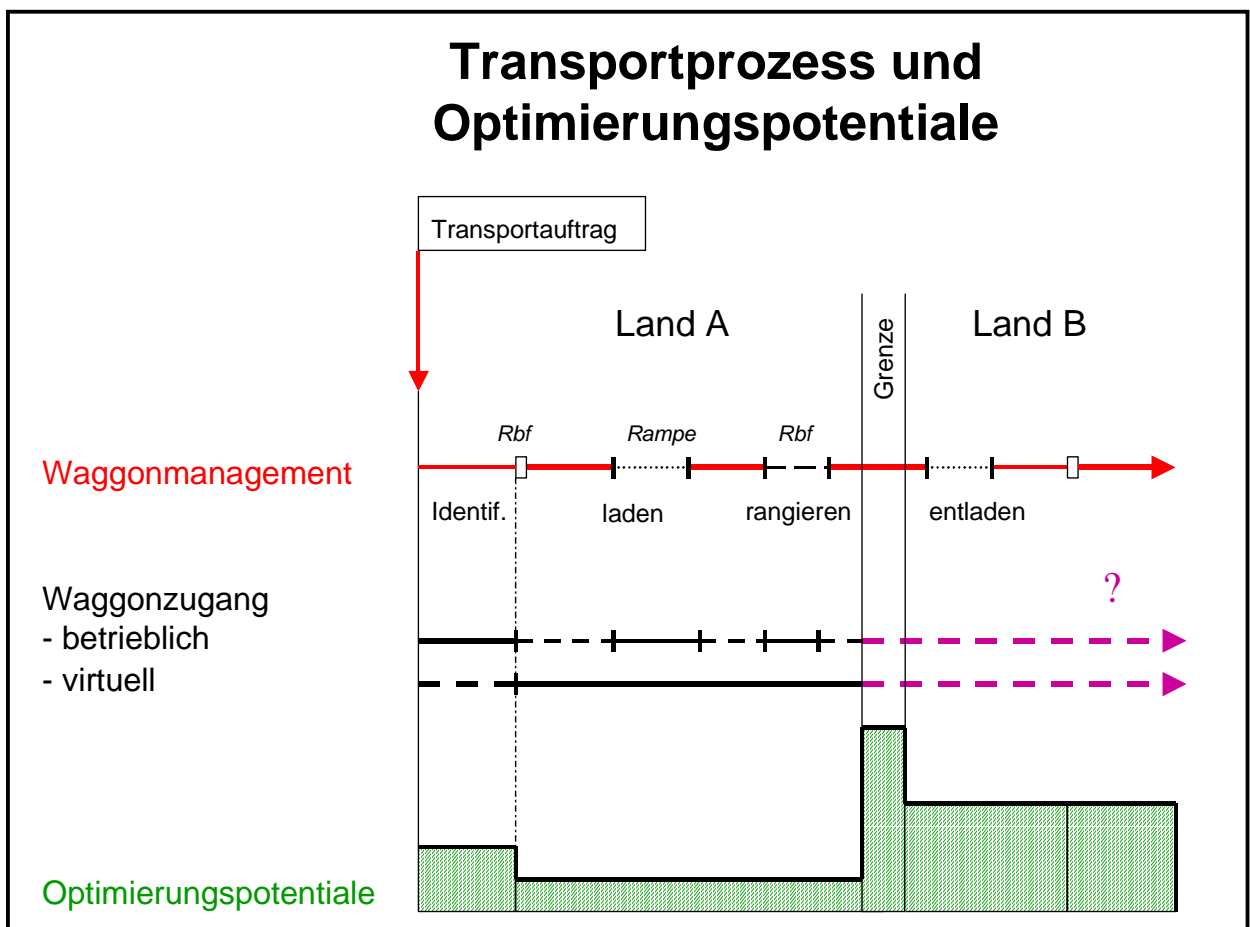 Transportprozess und
Optimierungspotentiale
Transportauftrag
Land A
Grenze
Land B
Rbf
Rampe
Rbf
Waggonmanagement
Identif.
laden
rangieren
entladen
Waggonzugang
- betrieblich
- virtuell
?
Optimierungspotentiale